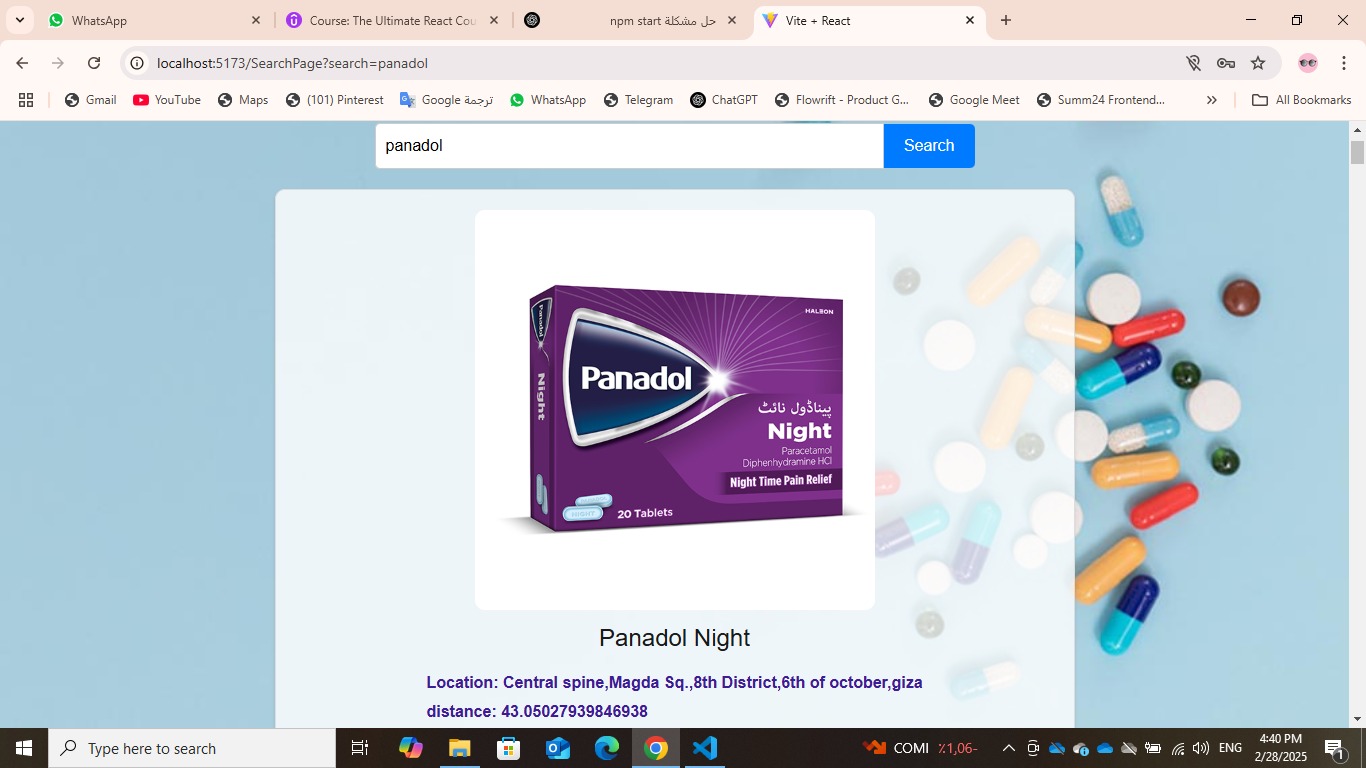 WhatsApp
Course: The Ultimate React Cou
حل مشكلة npm start
Vite + React
localhost:5173/SearchPage?search=panadol
Gmail
YouTube
Maps
(101) Pinterest
ترجمة Google
WhatsApp
Telegram
ChatGPT
Flowrift - Product G...
Google Meet
Summ24 Frontend...
All Bookmarks
panadol
Search
HALEON
Panadol
Night
Panadol
پیناڈول نائٹ
Night
Paracetamol
Diphenhydramine HCl
Night Time Pain Relief
NIGHT
20 Tablets
Panadol Night
Location: Central spine,Magda Sq.,8th District,6th of october,giza
distance: 43.05027939846938
Type here to search
COMI
٪1,06-
ENG
4:40 PM
2/28/2025
1